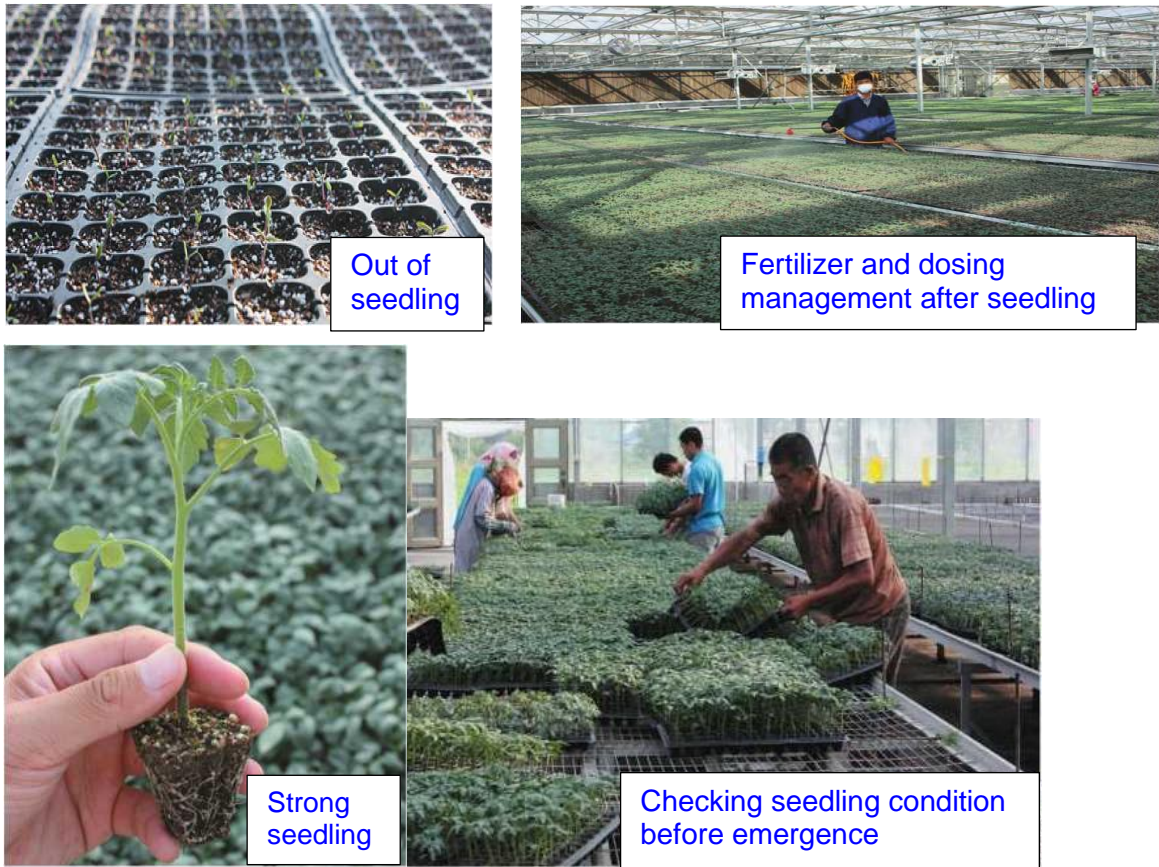 Out of
seedling
Fertilizer and dosing
management after seedling
Strong
seedling
Checking seedling condition
before emergence